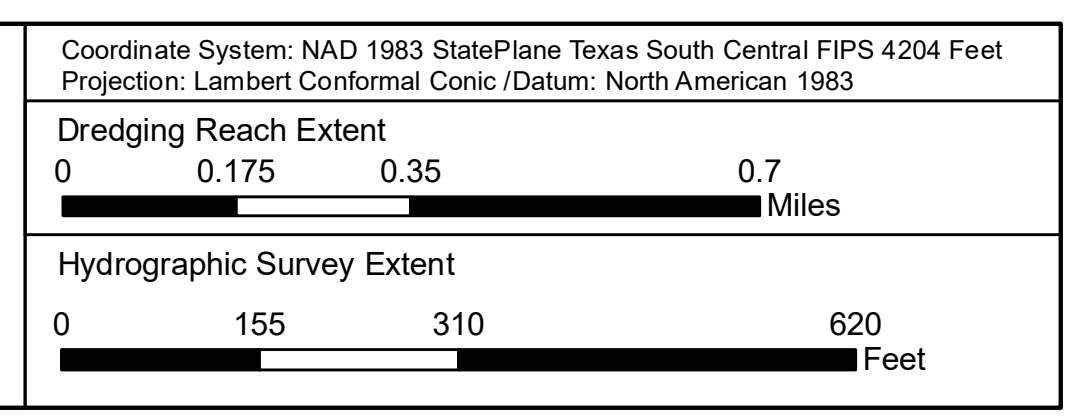 Coordinate System: NAD 1983 StatePlane Texas South Central FIPS 4204 Feet
Projection: Lambert Conformal Conic /Datum: North American 1983
Dredging Reach Extent
0 0.175 0.35 0.7
Miles
Hydrographic Survey Extent
0 155 310 620
Feet